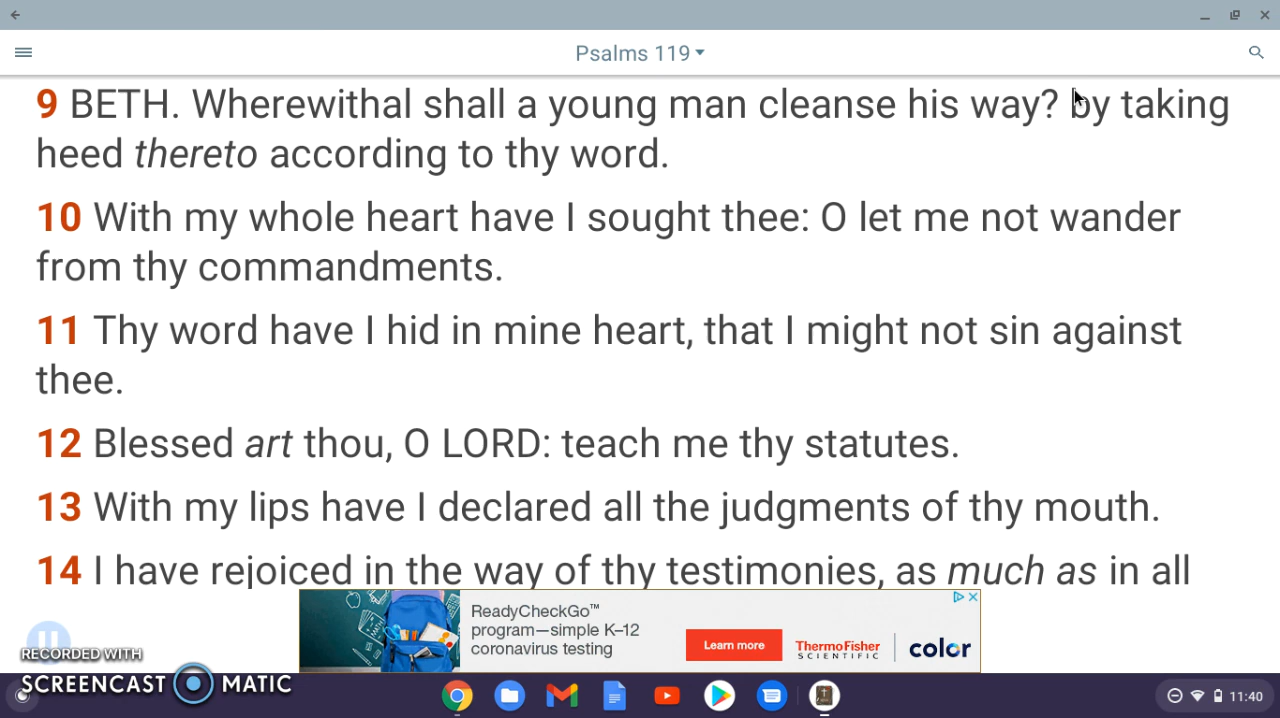 Psalms 119
9 BETH. Wherewithal shall a young man cleanse his way? by taking
heed thereto according to thy word.
10 With my whole heart have I sought thee: O let me not wander
from thy commandments.
11 Thy word have I hid in mine heart, that I might not sin against
thee.
12 Blessed art thou, O LORD: teach me thy statutes.
13 With my lips have I declared all the judgments of thy mouth.
14 I have rejoiced in the way of thy testimonies, as much as in all
ReadyCheckGo™
program—simple K–12
coronavirus testing
Learn more
ThermoFisher
SCIENTIFIC
color
RECORDED WITH
SCREENCAST MATIC
11:40